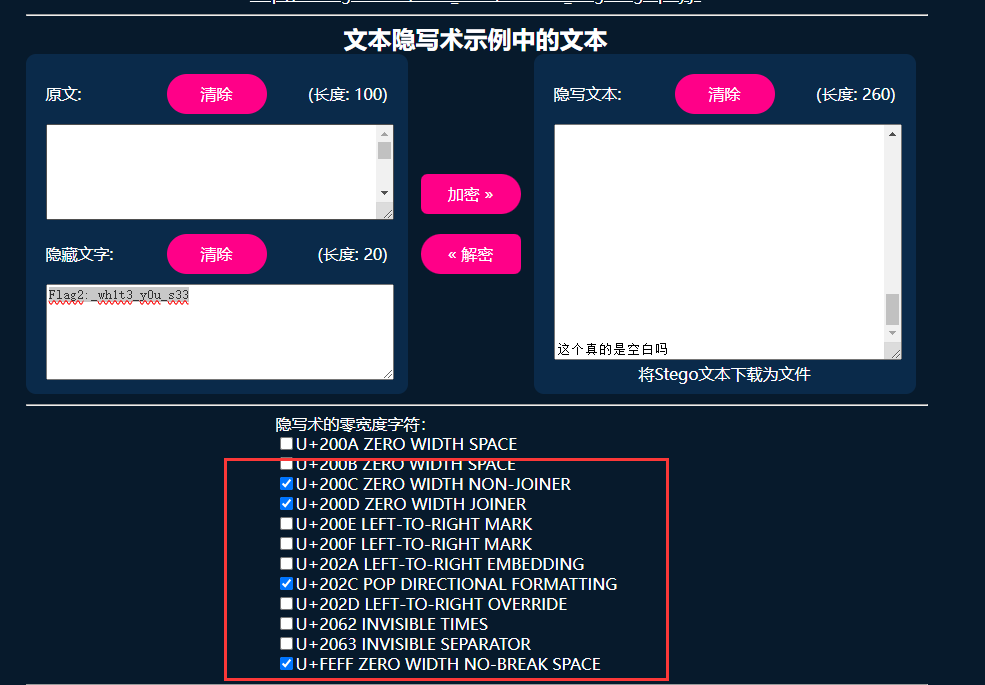 文本隐写术示例中的文本
原文: 清除 (长度: 100)
隐藏文字: 清除 (长度: 20)
Flag2:_wh1t3_y0u_s33
加密 »
« 解密
隐写文本: 清除 (长度: 260)
这个真的是空白吗
将Stego文本下载为文件
隐写术的零宽度字符:
U+200A ZERO WIDTH SPACE
U+200B ZERO WIDTH SPACE
U+200C ZERO WIDTH NON-JOINER
U+200D ZERO WIDTH JOINER
U+200E LEFT-TO-RIGHT MARK
U+200F LEFT-TO-RIGHT MARK
U+202A LEFT-TO-RIGHT EMBEDDING
U+202C POP DIRECTIONAL FORMATTING
U+202D LEFT-TO-RIGHT OVERRIDE
U+2062 INVISIBLE TIMES
U+2063 INVISIBLE SEPARATOR
U+FEFF ZERO WIDTH NO-BREAK SPACE